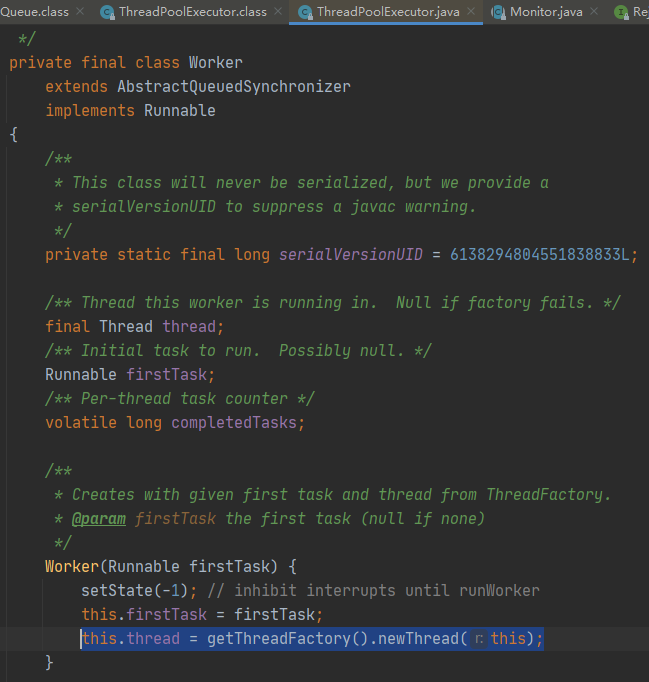 Queue.class × ThreadPoolExecutor.class × ThreadPoolExecutor.java × Monitor.java × Rej
*/
private final class Worker
    extends AbstractQueuedSynchronizer
    implements Runnable
{
    /**
     * This class will never be serialized, but we provide a
     * serialVersionUID to suppress a javac warning.
     */
    private static final long serialVersionUID = 6138294804551838833L;
    /** Thread this worker is running in.  Null if factory fails. */
    final Thread thread;
    /** Initial task to run.  Possibly null. */
    Runnable firstTask;
    /** Per-thread task counter */
    volatile long completedTasks;
    /**
     * Creates with given first task and thread from ThreadFactory.
     * @param firstTask the first task (null if none)
     */
    Worker(Runnable firstTask) {
        setState(-1); // inhibit interrupts until runWorker
        this.firstTask = firstTask;
        this.thread = getThreadFactory().newThread( r: this);
    }